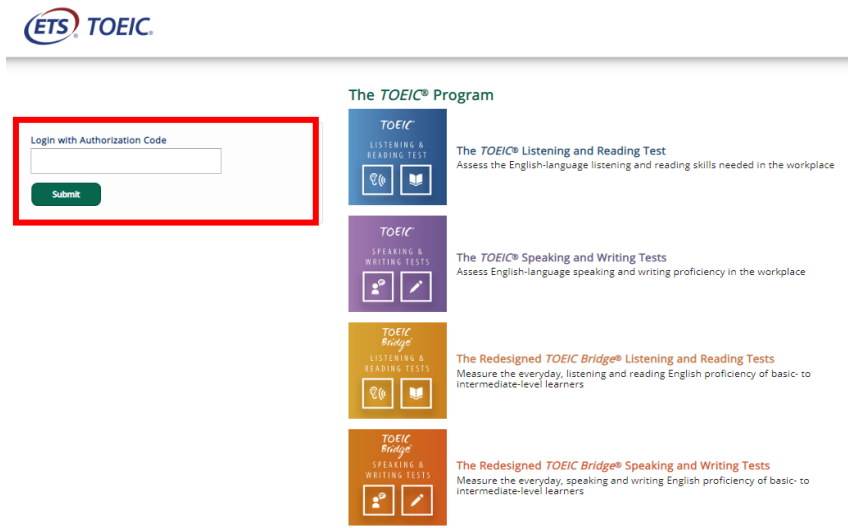 ETS® TOEIC®
Login with Authorization Code
Submit
The TOEIC® Program
TOEIC
LISTENING &
READING TEST
The TOEIC® Listening and Reading Test
Assess the English-language listening and reading skills needed in the workplace
TOEIC
SPEAKING &
WRITING TESTS
The TOEIC® Speaking and Writing Tests
Assess English-language speaking and writing proficiency in the workplace
TOEIC
Bridge
LISTENING &
READING TESTS
The Redesigned TOEIC Bridge® Listening and Reading Tests
Measure the everyday, listening and reading English proficiency of basic- to
intermediate-level learners
TOEIC
Bridge
SPEAKING &
WRITING TESTS
The Redesigned TOEIC Bridge® Speaking and Writing Tests
Measure the everyday, speaking and writing English proficiency of basic- to
intermediate-level learners